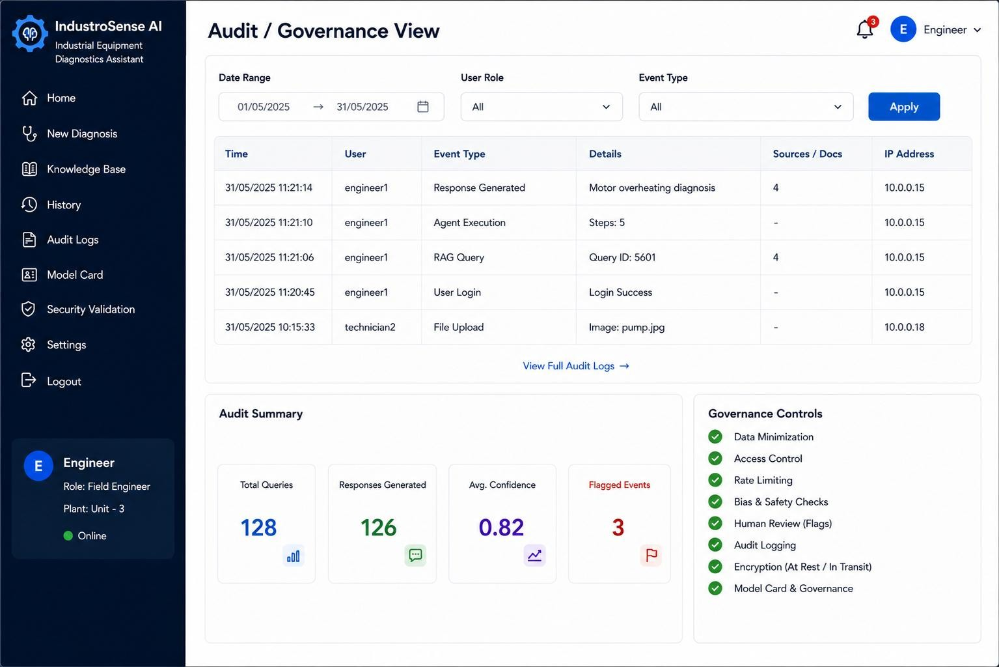 IndustroSense AI
Industrial Equipment
Diagnostics Assistant
Home
New Diagnosis
Knowledge Base
History
Audit Logs
Model Card
Security Validation
Settings
Logout
E
Engineer
Role: Field Engineer
Plant: Unit - 3
Online
Audit / Governance View
3
E Engineer
Date Range User Role Event Type
01/05/2025 → 31/05/2025 All All Apply
Time User Event Type Details Sources / Docs IP Address
31/05/2025 11:21:14 engineer1 Response Generated Motor overheating diagnosis 4 10.0.0.15
31/05/2025 11:21:10 engineer1 Agent Execution Steps: 5 - 10.0.0.15
31/05/2025 11:21:06 engineer1 RAG Query Query ID: 5601 4 10.0.0.15
31/05/2025 11:20:45 engineer1 User Login Login Success - 10.0.0.15
31/05/2025 10:15:33 technician2 File Upload Image: pump.jpg - 10.0.0.18
View Full Audit Logs →
Audit Summary
Total Queries Responses Generated Avg. Confidence Flagged Events
128 126 0.82 3
Governance Controls
Data Minimization
Access Control
Rate Limiting
Bias & Safety Checks
Human Review (Flags)
Audit Logging
Encryption (At Rest / In Transit)
Model Card & Governance